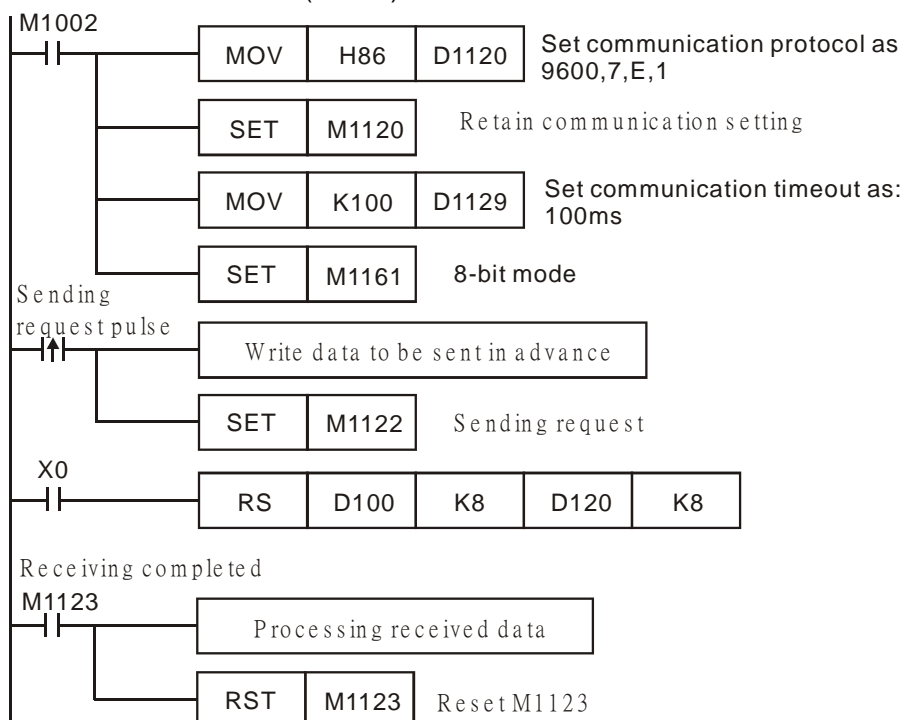 M1002
MOV H86 D1120 Set communication protocol as
9600,7,E,1
SET M1120 Retain communication setting
MOV K100 D1129 Set communication timeout as:
100ms
SET M1161 8-bit mode
Sending
request pulse
Write data to be sent in advance
SET M1122 Sending request
X0
RS D100 K8 D120 K8
Receiving completed
M1123
Processing received data
RST M1123 Reset M1123